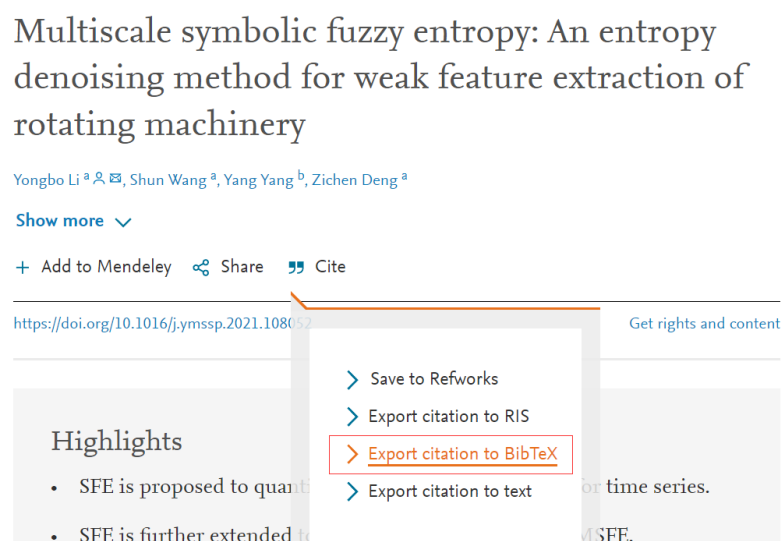 Multiscale symbolic fuzzy entropy: An entropy
denoising method for weak feature extraction of
rotating machinery
Yongbo Li a, Shun Wang a, Yang Yang b, Zichen Deng a
Show more
+ Add to Mendeley Share Cite
https://doi.org/10.1016/j.ymssp.2021.108052 Get rights and content
Save to Refworks
Export citation to RIS
Export citation to BibTeX
Export citation to text
Highlights
• SFE is proposed to quant for time series.
• SFE is further extended to MSFE.